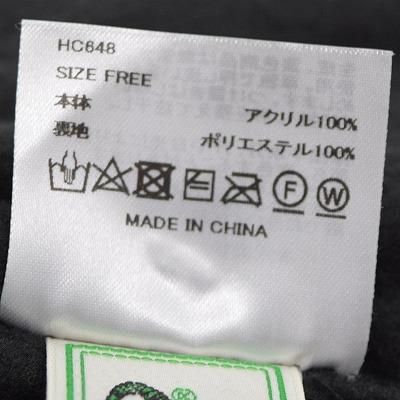 HC648
SIZE FREE
本体 アクリル100%
裏地 ポリエステル100%
F W
MADE IN CHINA
®